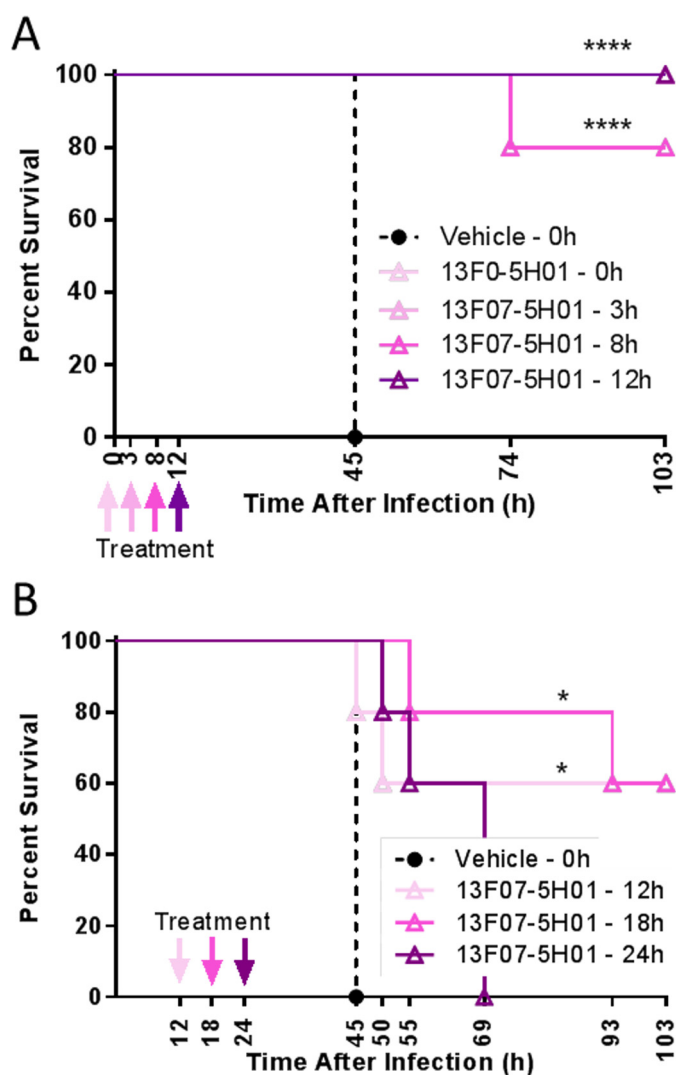 A
****
100
****
80
60
40
20
0
Percent Survival
Vehicle - 0h
13F0-5H01 - 0h
13F07-5H01 - 3h
13F07-5H01 - 8h
13F07-5H01 - 12h
0 3 8 12 45 74 103
Time After Infection (h)
Treatment
B
100
80
60
40
20
0
Percent Survival
*
*
Vehicle - 0h
13F07-5H01 - 12h
13F07-5H01 - 18h
13F07-5H01 - 24h
Treatment
12 18 24 45 50 55 69 93 103
Time After Infection (h)